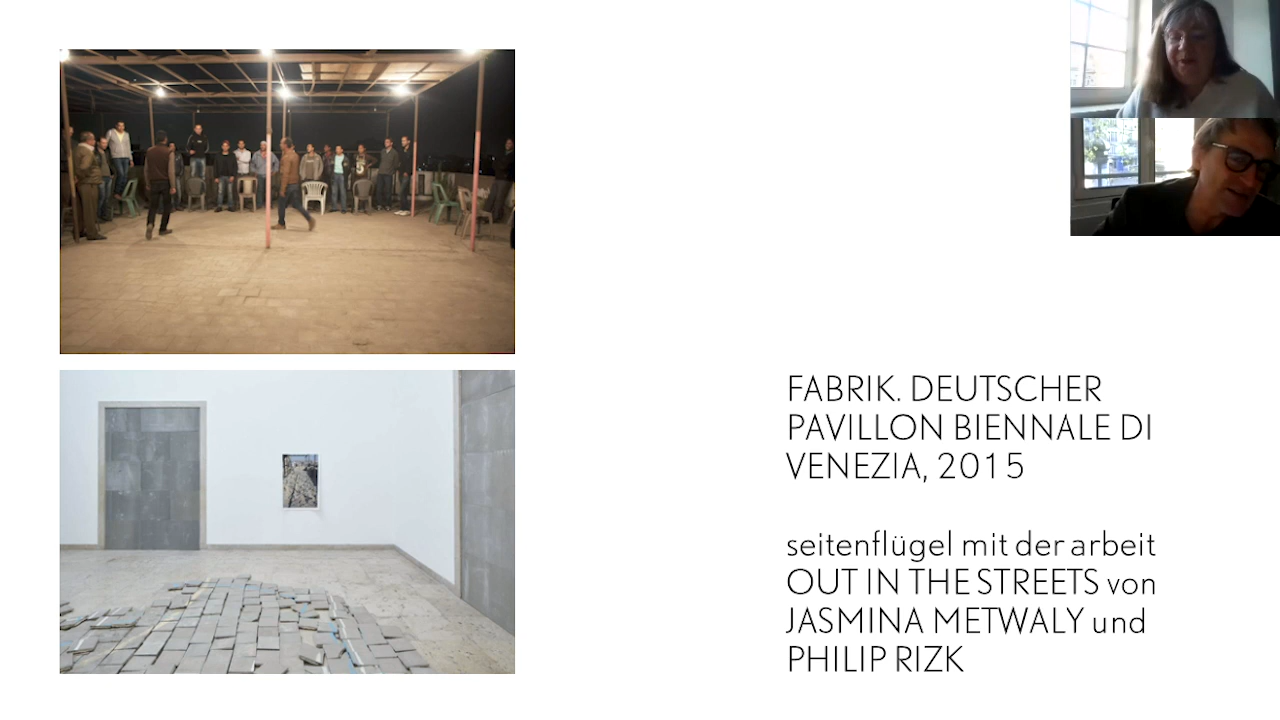 FABRIK. DEUTSCHER
PAVILLON BIENNALE DI
VENEZIA, 2015
seitenflügel mit der arbeit
OUT IN THE STREETS von
JASMINA METWALY und
PHILIP RIZK